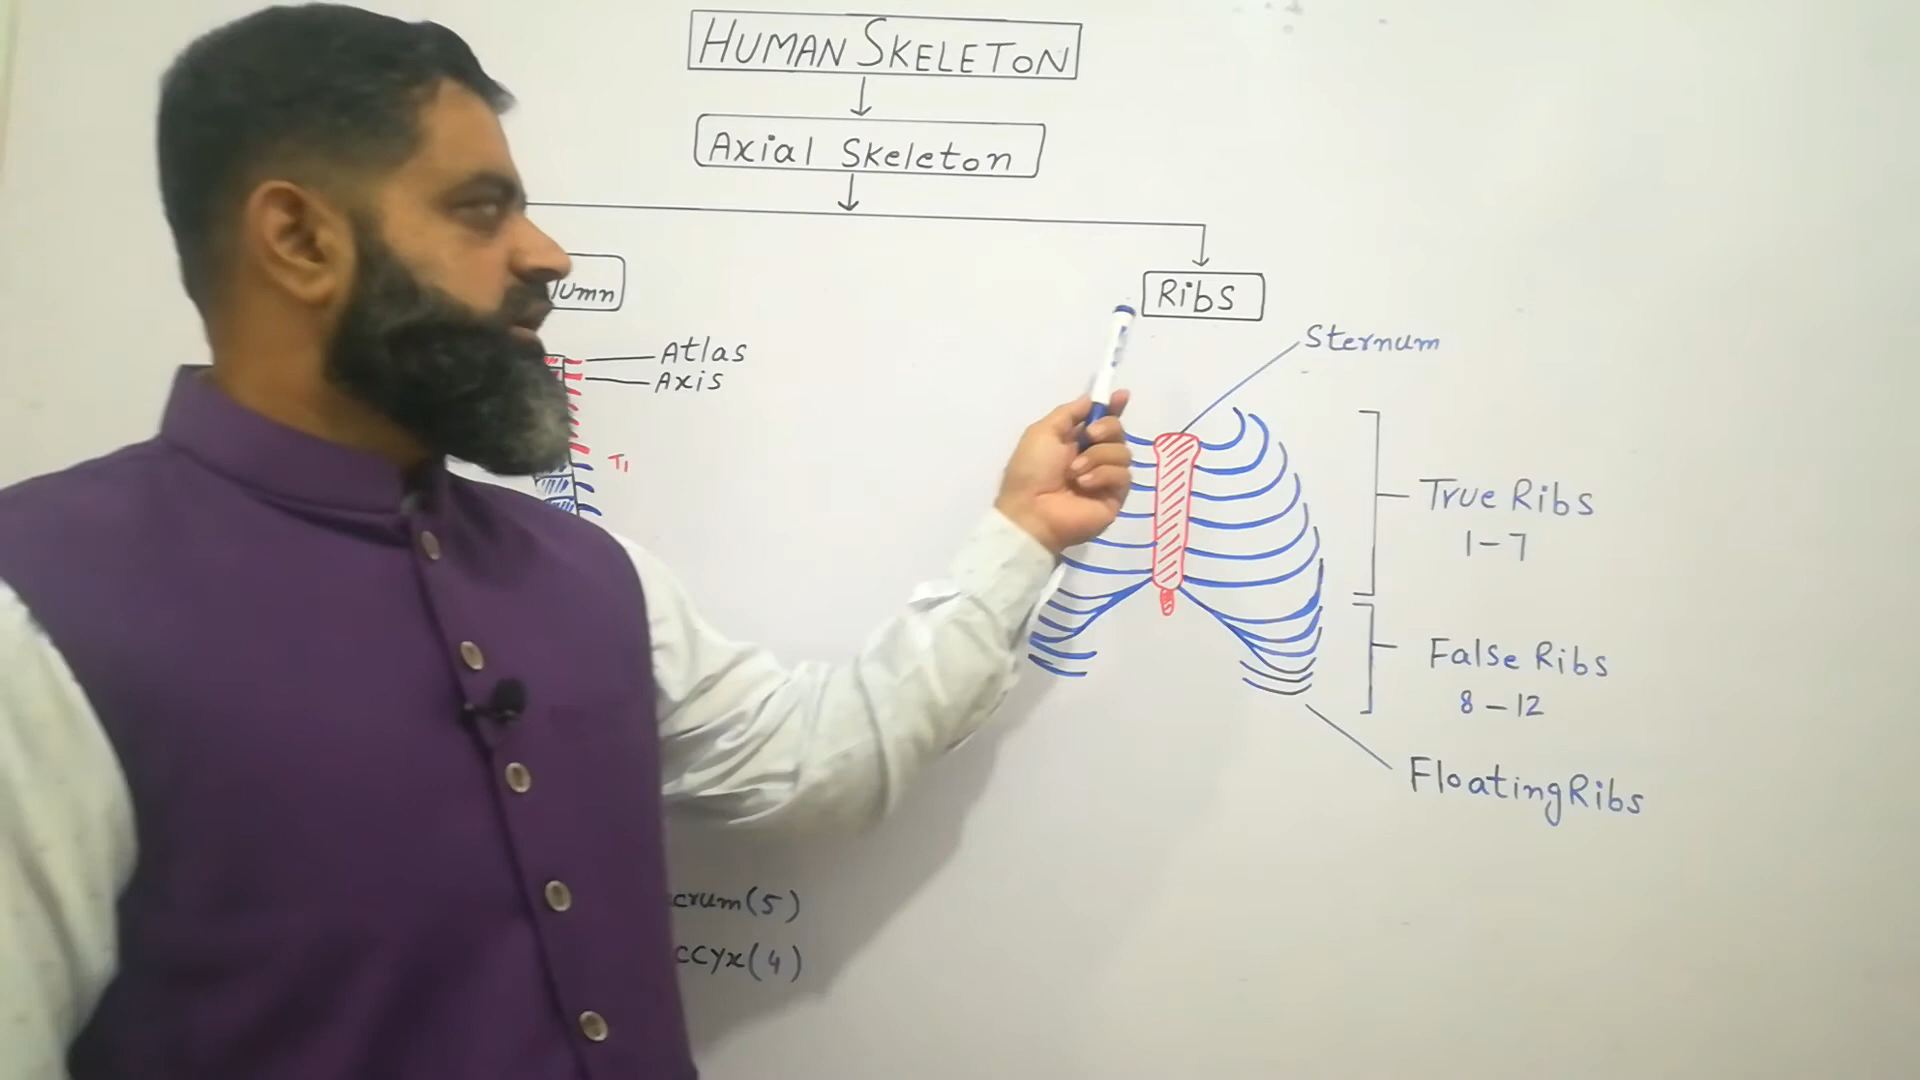 HUMAN SKELETON
Axial Skeleton
lumn
Ribs
Atlas
Axis
T1
Sternum
True Ribs
1-7
False Ribs
8-12
Floating Ribs
crum(5)
ccyx(4)